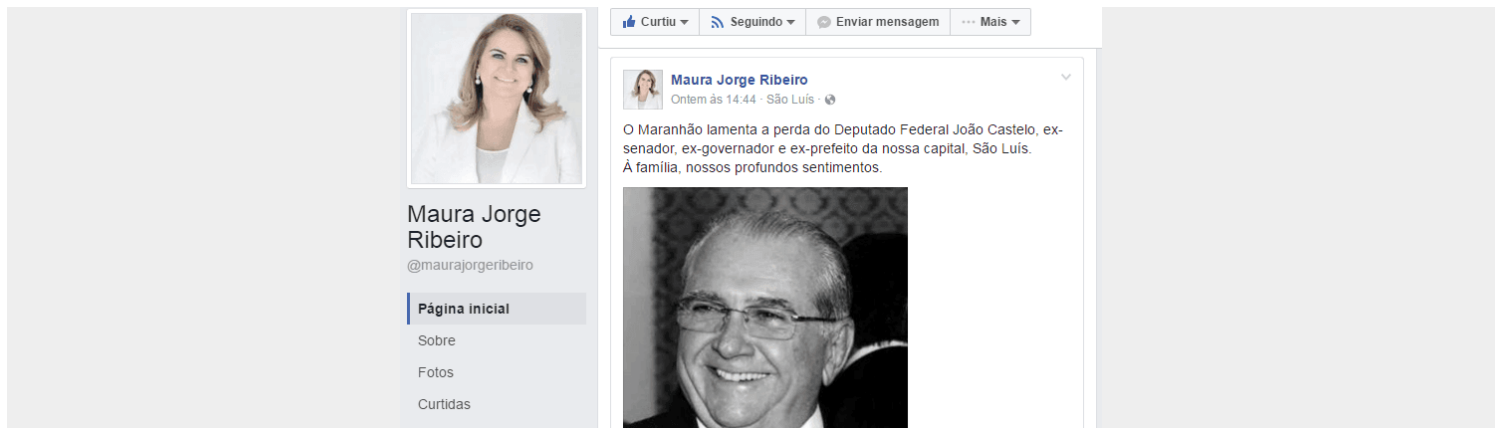 Curtiu
Seguindo
Enviar mensagem
Mais
Maura Jorge Ribeiro
Ontem às 14:44 · São Luís ·
O Maranhão lamenta a perda do Deputado Federal João Castelo, ex-
senador, ex-governador e ex-prefeito da nossa capital, São Luís.
À família, nossos profundos sentimentos.
Maura Jorge
Ribeiro
@maurajorgeribeiro
Página inicial
Sobre
Fotos
Curtidas